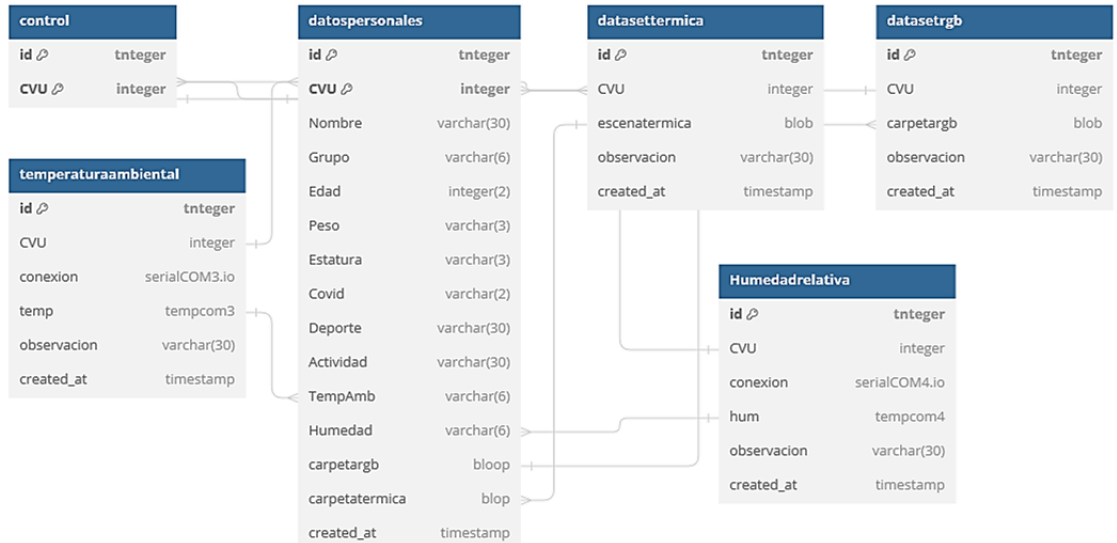 control
id tnteger
CVU integer
temperaturaambiental
id tnteger
CVU integer
conexion serialCOM3.io
temp tempcom3
observacion varchar(30)
created_at timestamp
datospersonales
id tnteger
CVU integer
Nombre varchar(30)
Grupo varchar(6)
Edad integer(2)
Peso varchar(3)
Estatura varchar(3)
Covid varchar(2)
Deporte varchar(30)
Actividad varchar(30)
TempAmb varchar(6)
Humedad varchar(6)
carpetargb bloop
carpetatermica blop
created_at timestamp
datasettermica
id tnteger
CVU integer
escenatermica blob
observacion varchar(30)
created_at timestamp
datasetrgb
id tnteger
CVU integer
carpetargb blob
observacion varchar(30)
created_at timestamp
Humedadrelativa
id tnteger
CVU integer
conexion serialCOM4.io
hum tempcom4
observacion varchar(30)
created_at timestamp